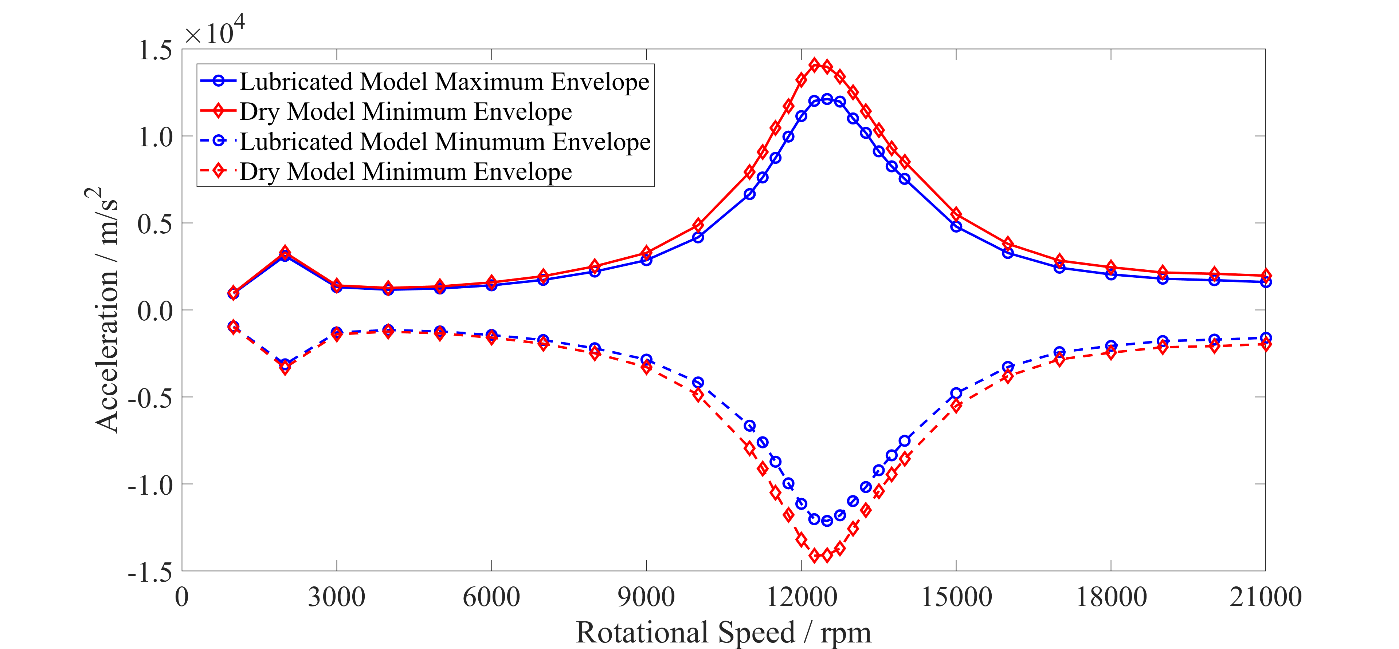 ×10⁴
1.5
1.0
0.5
0.0
-0.5
-1.0
-1.5
Acceleration / m/s²
Lubricated Model Maximum Envelope
Dry Model Minimum Envelope
Lubricated Model Minumum Envelope
Dry Model Minimum Envelope
0 3000 6000 9000 12000 15000 18000 21000
Rotational Speed / rpm